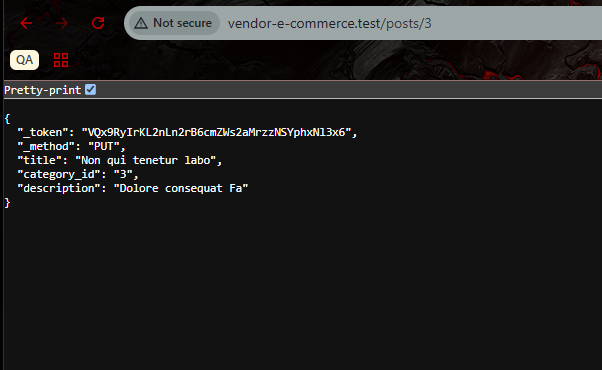 Not secure vendor-e-commerce.test/posts/3
QA
Pretty-print
{
"_token": "VQx9RyIrKL2nLn2rB6cmZWs2aMrzzNSYphxNl3x6",
"_method": "PUT",
"title": "Non qui tenetur labo",
"category_id": "3",
"description": "Dolore consequat Fa"
}